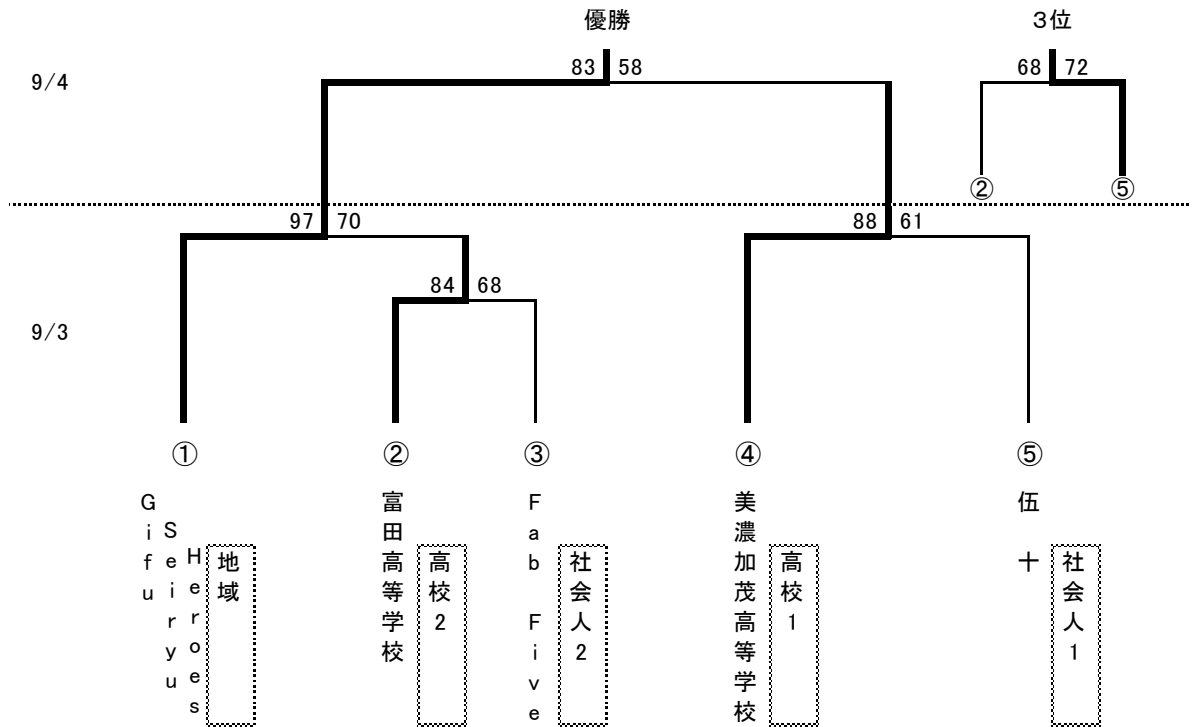 優勝
3位
9/4
83 58
68 72
② ⑤
97 70
88 61
84 68
9/3
① ② ③ ④ ⑤
Gifu
Seiryu
Heroes
地域
富田高等学校
高校2
Fab Five
社会人2
美濃加茂高等学校
高校1
伍 十
社会人1